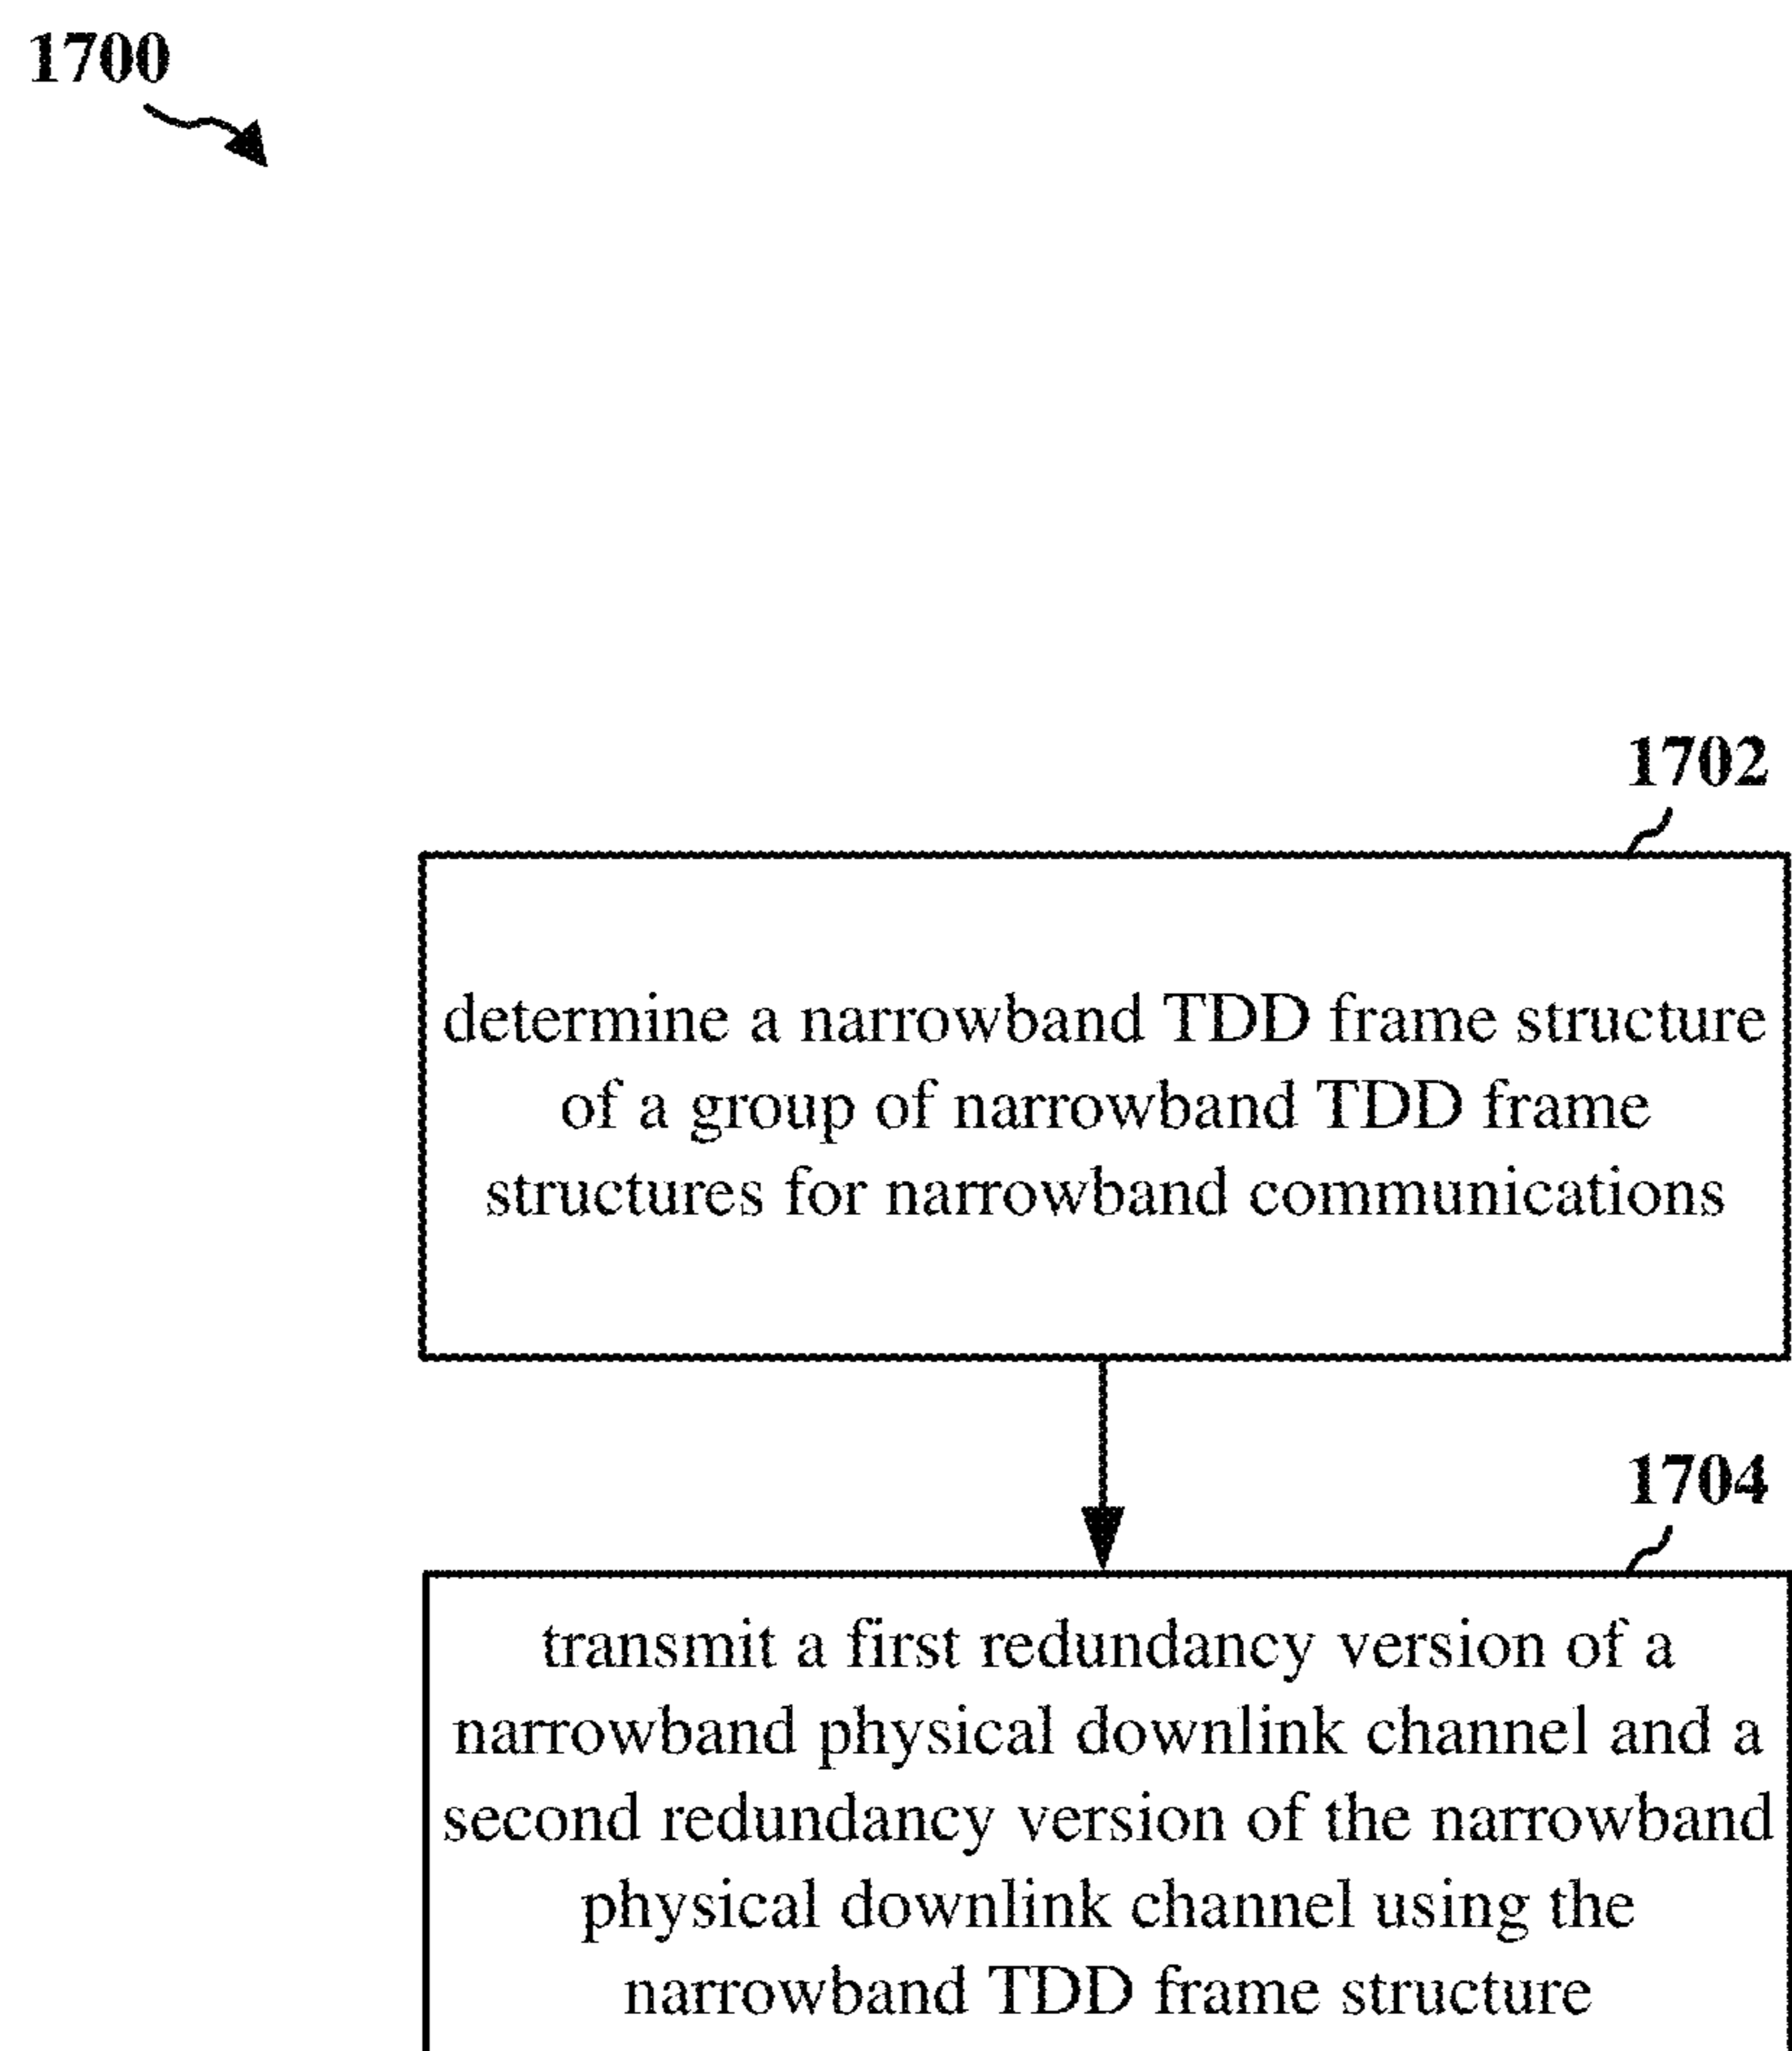 1700
1702
determine a narrowband TDD frame structure
of a group of narrowband TDD frame
structures for narrowband communications
1704
transmit a first redundancy version of a
narrowband physical downlink channel and a
second redundancy version of the narrowband
physical downlink channel using the
narrowband TDD frame structure